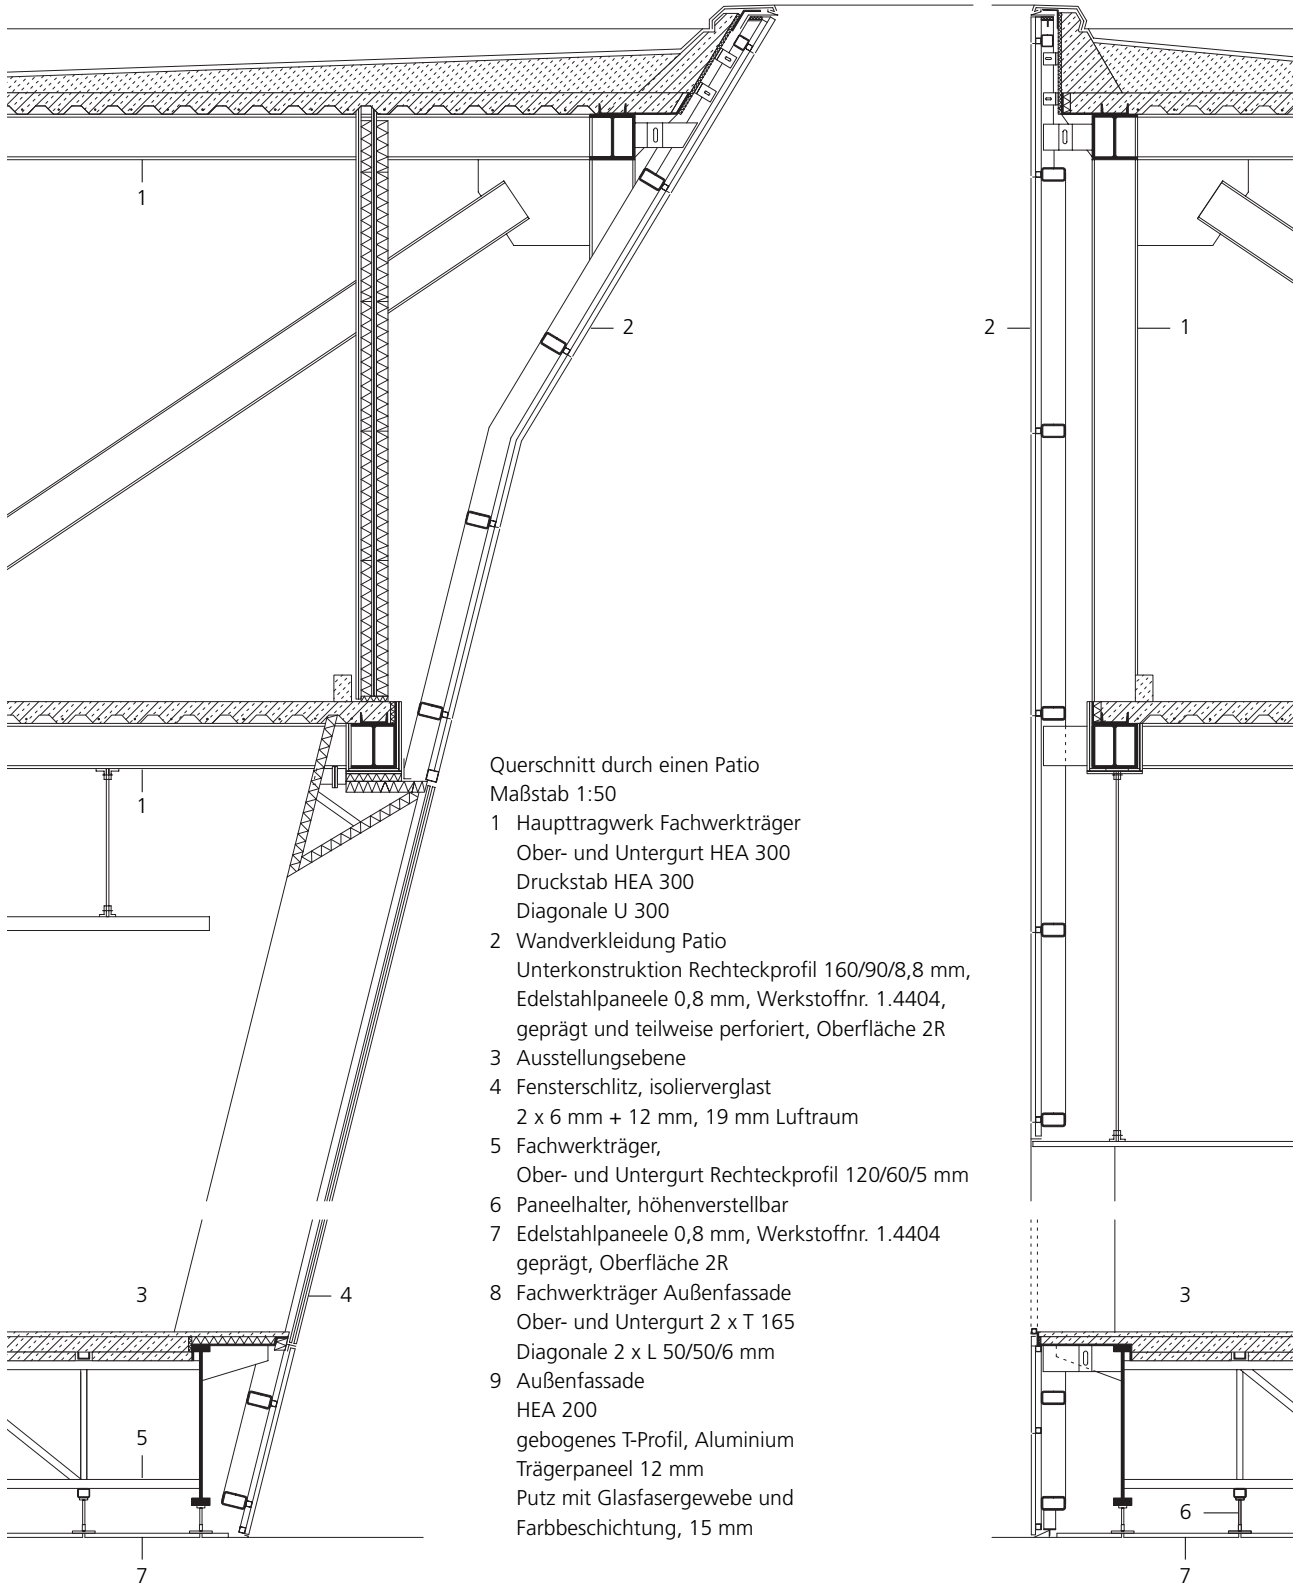 1
2
2
1
1
Querschnitt durch einen Patio
Maßstab 1:50
1 Haupttragwerk Fachwerkträger
Ober- und Untergurt HEA 300
Druckstab HEA 300
Diagonale U 300
2 Wandverkleidung Patio
Unterkonstruktion Rechteckprofil 160/90/8,8 mm,
Edelstahlpaneele 0,8 mm, Werkstoffnr. 1.4404,
geprägt und teilweise perforiert, Oberfläche 2R
3 Ausstellungsebene
4 Fensterschlitz, isolierverglast
2 x 6 mm + 12 mm, 19 mm Luftraum
5 Fachwerkträger,
Ober- und Untergurt Rechteckprofil 120/60/5 mm
6 Paneelhalter, höhenverstellbar
7 Edelstahlpaneele 0,8 mm, Werkstoffnr. 1.4404
geprägt, Oberfläche 2R
8 Fachwerkträger Außenfassade
Ober- und Untergurt 2 x T 165
Diagonale 2 x L 50/50/6 mm
9 Außenfassade
HEA 200
gebogenes T-Profil, Aluminium
Trägerpaneel 12 mm
Putz mit Glasfasergewebe und
Farbbeschichtung, 15 mm
3
4
3
5
6
7
7